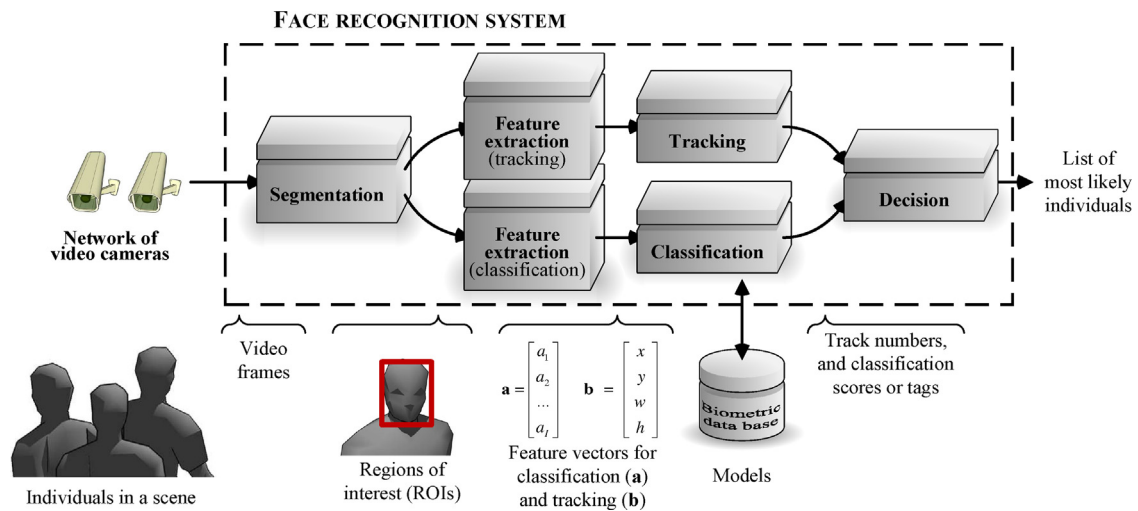 FACE RECOGNITION SYSTEM
Network of
video cameras
Segmentation
Feature
extraction
(tracking)
Tracking
Feature
extraction
(classification)
Classification
Decision
List of
most likely
individuals
Individuals in a scene
Video
frames
Regions of
interest (ROIs)
a = [a1
a2
...
aI]
b = [x
y
w
h]
Feature vectors for
classification (a)
and tracking (b)
Biometric
data base
Models
Track numbers,
and classification
scores or tags